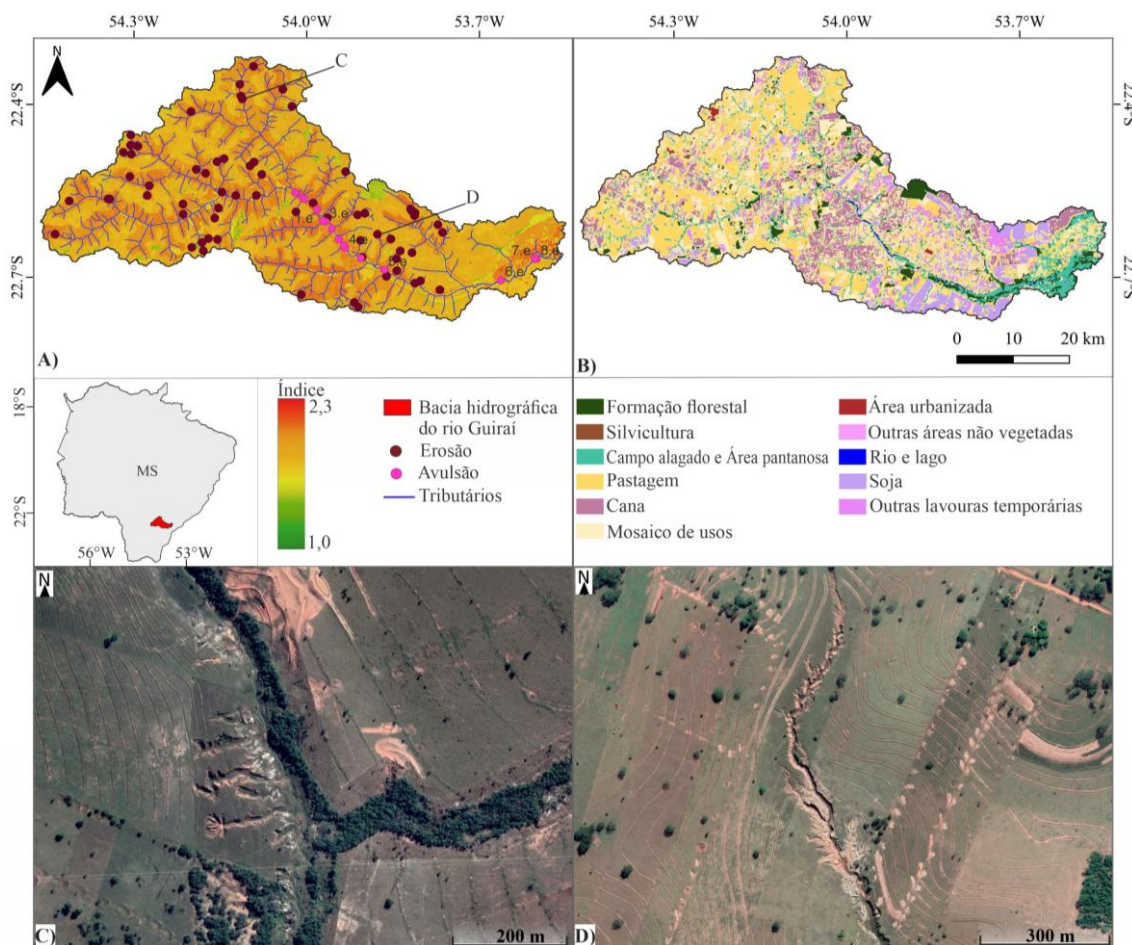 54.3°W
54.0°W
53.7°W
54.3°W
54.0°W
53.7°W
N
C
D
22.4°S
22.7°S
3.e
7.e
8.e
6.e
A)
B)
22.4°S
22.7°S
0 10 20 km
18°S
22°S
MS
56°W
53°W
Índice
2,3
1,0
Bacia hidrográfica
do rio Guiraí
Erosão
Avulsão
Tributários
Formação florestal
Silvicultura
Campo alagado e Área pantanosa
Pastagem
Cana
Mosaico de usos
Área urbanizada
Outras áreas não vegetadas
Rio e lago
Soja
Outras lavouras temporárias
N
C)
200 m
N
D)
300 m